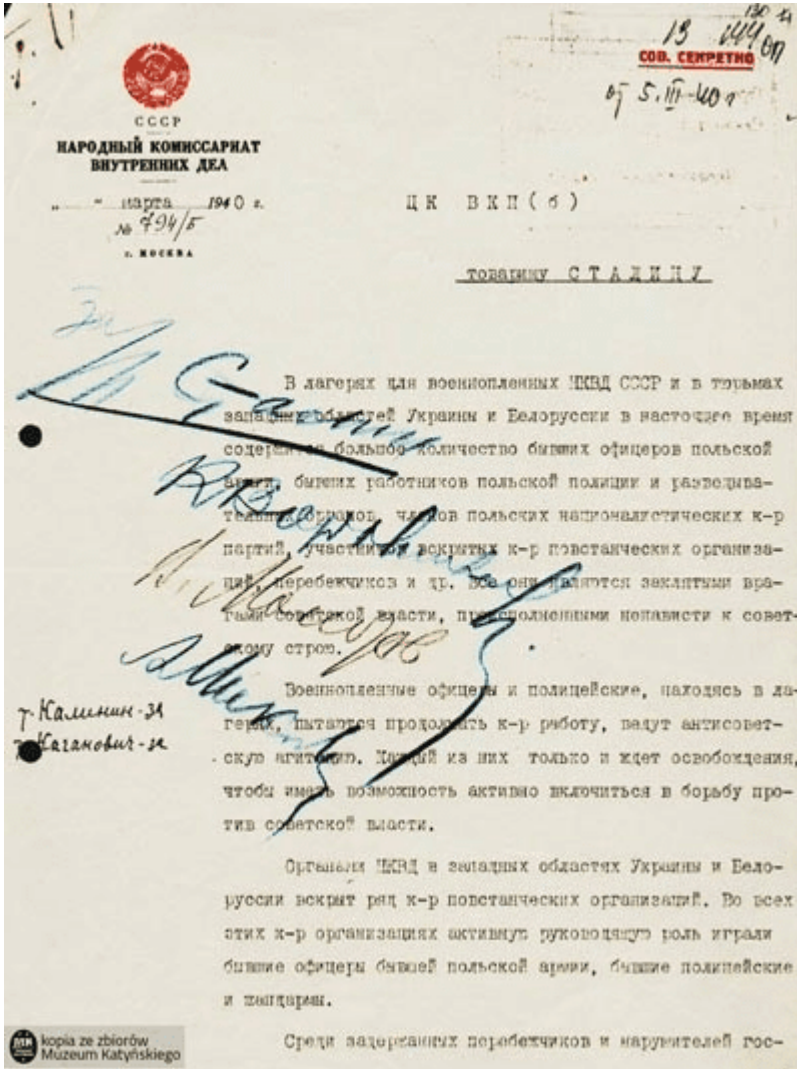 13 144 ОП
СОВ. СЕКРЕТНО
от 5.III-40 г
СССР
НАРОДНЫЙ КОМИССАРИАТ
ВНУТРЕННИХ ДЕЛ
" " марта 1940 г.
№ 794/Б
г. МОСКВА
ЦК ВКП(б)
товарищу СТАЛИНУ
В лагерях для военнопленных НКВД СССР и в тюрьмах
западных областей Украины и Белоруссии в настоящее время
содержится большое количество бывших офицеров польской
армии, бывших работников польской полиции и разведыва-
тельных органов, членов польских националистических к-р
партий, участников вскрытых к-р повстанческих организа-
ций, перебежчиков и др. Все они являются заклятыми вра-
гами советской власти, преисполненными ненависти к совет-
скому строю.
Военнопленные офицеры и полицейские, находясь в ла-
герях, пытаются продолжать к-р работу, ведут антисовет-
скую агитацию. Каждый из них только и ждет освобождения,
чтобы иметь возможность активно включиться в борьбу про-
тив советской власти.
Органами НКВД в западных областях Украины и Бело-
руссии вскрыт ряд к-р повстанческих организаций. Во всех
этих к-р организациях активную руководящую роль играли
бывшие офицеры бывшей польской армии, бывшие полицейские
и жандармы.
Среди задержанных перебежчиков и нарушителей гос-
за
И Сталин
К Ворошилов
В. Молотов
А Микоян
т. Калинин - за
т. Каганович - за
kopia ze zbiorów
Muzeum Katyńskiego